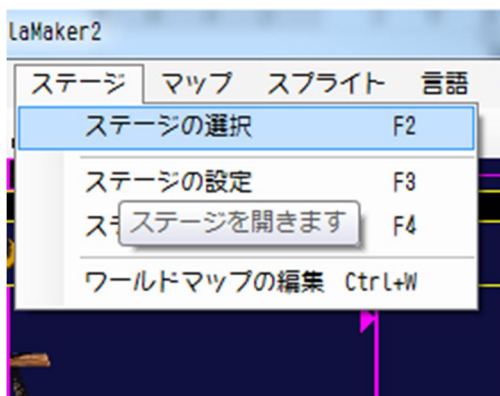 LaMaker2
ステージ マップ スプライト 言語
ステージの選択 F2
ステージの設定 F3
ステージを開きます
F4
ワールドマップの編集 Ctrl+W